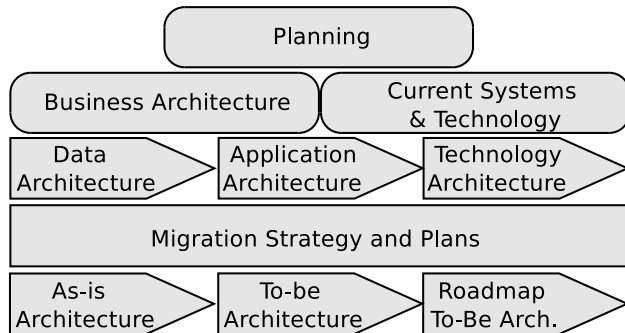 Planning
Business Architecture
Current Systems
& Technology
Data
Architecture
Application
Architecture
Technology
Architecture
Migration Strategy and Plans
As-is
Architecture
To-be
Architecture
Roadmap
To-Be Arch.